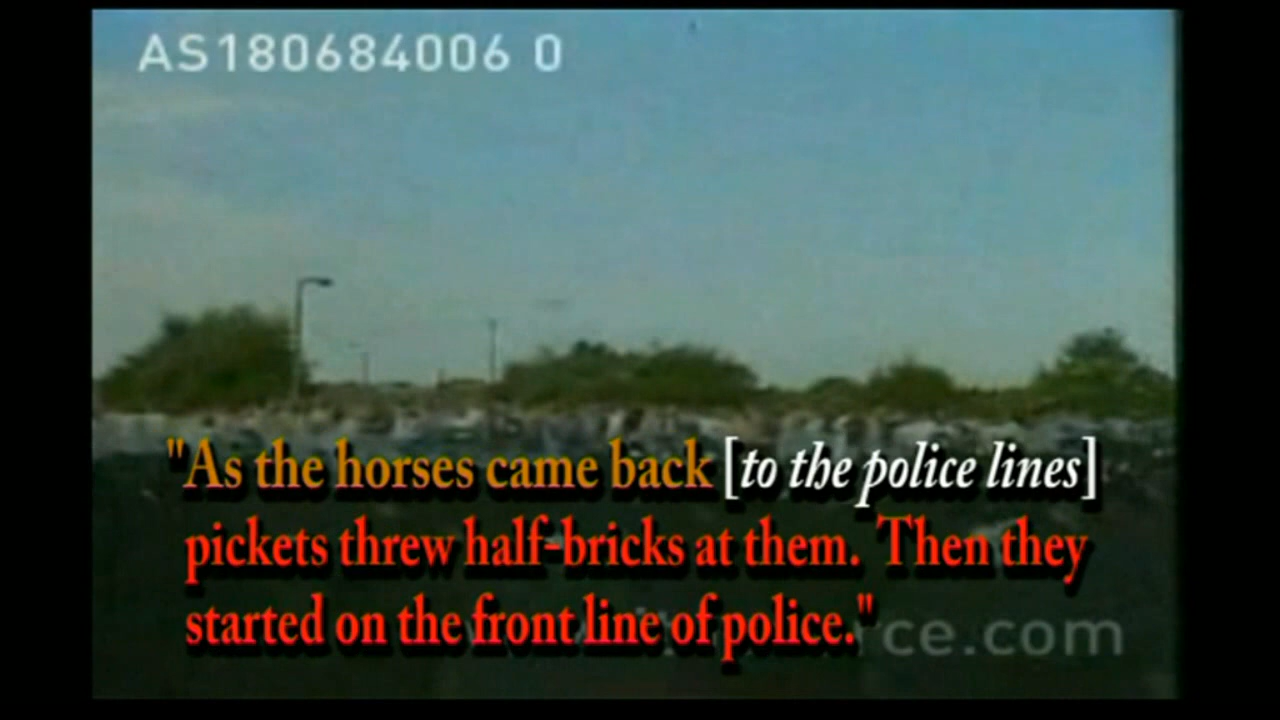 AS180684006 0
"As the horses came back [to the police lines]
pickets threw half-bricks at them. Then they
started on the front line of police."
rce.com